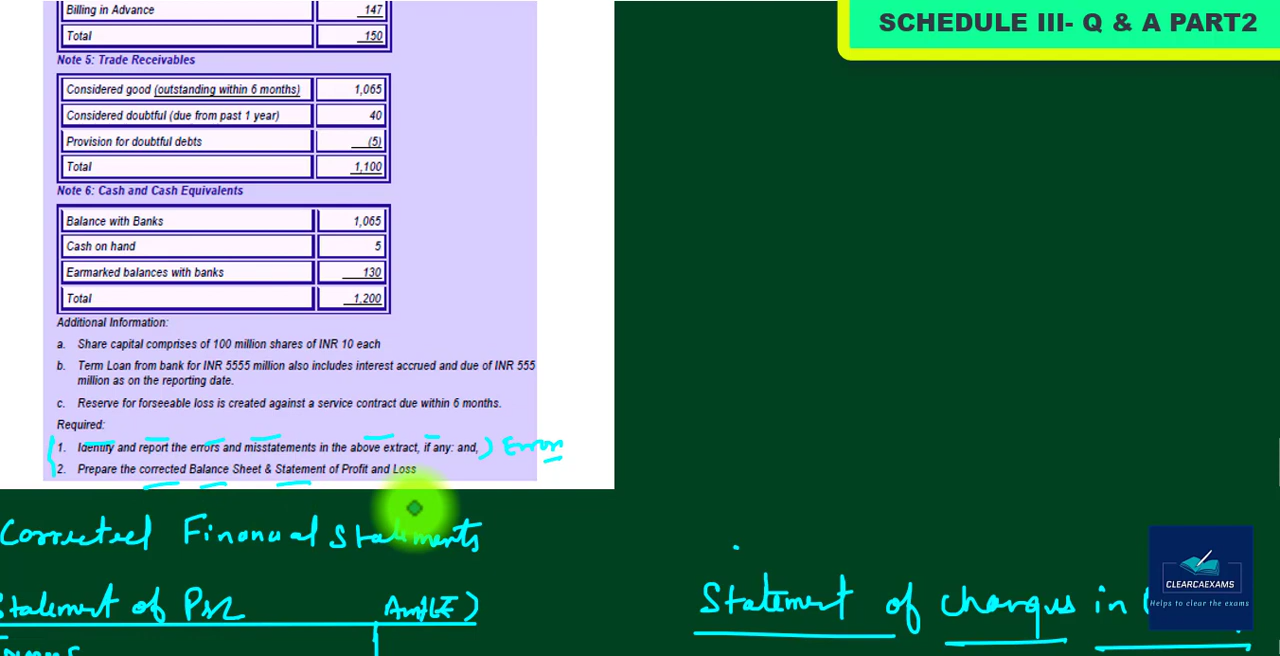 SCHEDULE III- Q & A PART2
Billing in Advance 147
Total 150
Note 5: Trade Receivables
Considered good (outstanding within 6 months) 1,065
Considered doubtful (due from past 1 year) 40
Provision for doubtful debts (5)
Total 1,100
Note 6: Cash and Cash Equivalents
Balance with Banks 1,065
Cash on hand 5
Earmarked balances with banks 130
Total 1,200
Additional Information:
a. Share capital comprises of 100 million shares of INR 10 each
b. Term Loan from bank for INR 5555 million also includes interest accrued and due of INR 555
million as on the reporting date.
c. Reserve for forseeable loss is created against a service contract due within 6 months.
Required:
1. Identify and report the errors and misstatements in the above extract, if any: and, Error
2. Prepare the corrected Balance Sheet & Statement of Profit and Loss
Corrected Financial Statements
Statement of P&L Amt(₹)
Statement of changes in
CLEARCAEXAMS
Helps to clear the exams